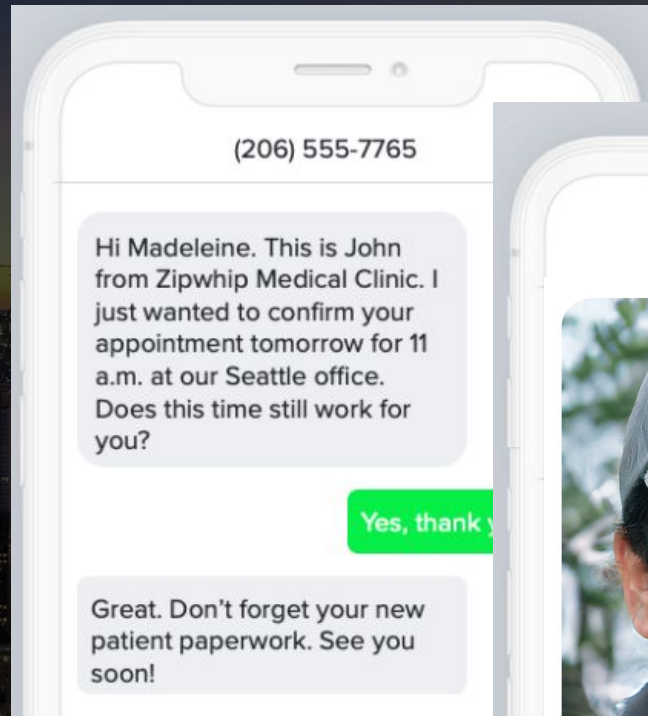 (206) 555-7765
Hi Madeleine. This is John
from Zipwhip Medical Clinic. I
just wanted to confirm your
appointment tomorrow for 11
a.m. at our Seattle office.
Does this time still work for
you?
Yes, thank
Great. Don't forget your new
patient paperwork. See you
soon!